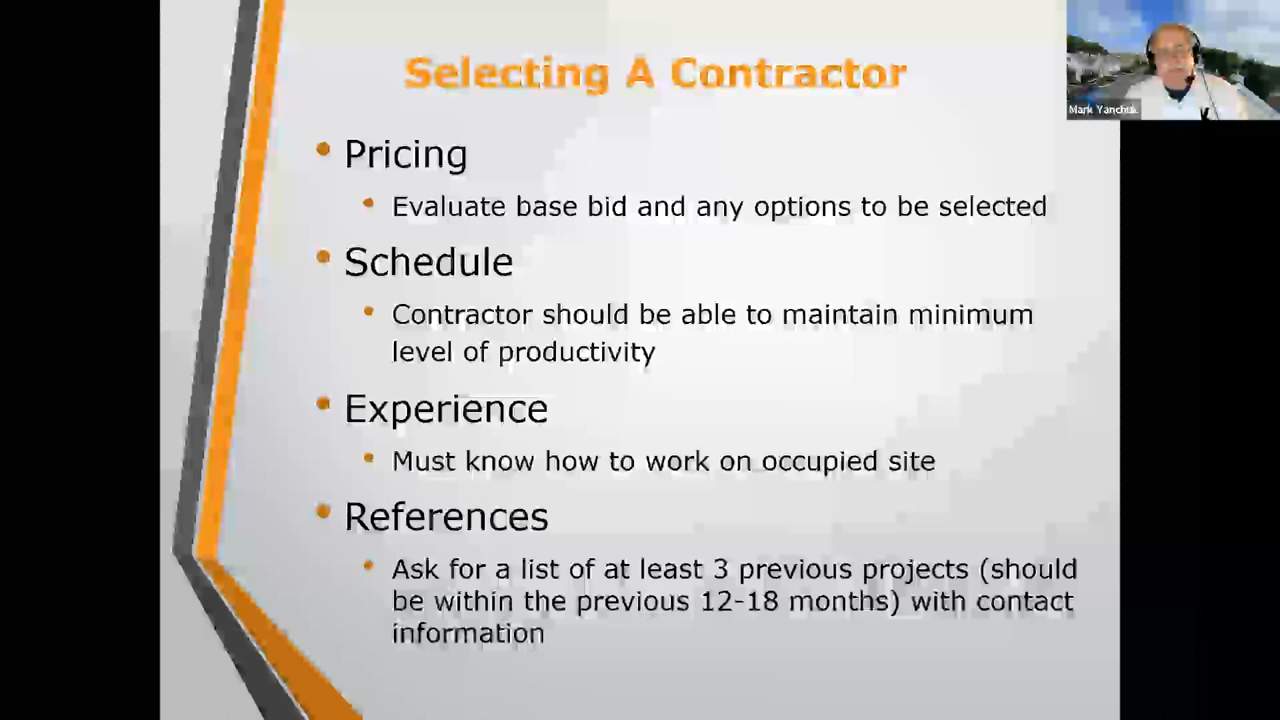 Selecting A Contractor
Mark Yanchuk
• Pricing
• Evaluate base bid and any options to be selected
• Schedule
• Contractor should be able to maintain minimum
level of productivity
• Experience
• Must know how to work on occupied site
• References
• Ask for a list of at least 3 previous projects (should
be within the previous 12-18 months) with contact
information